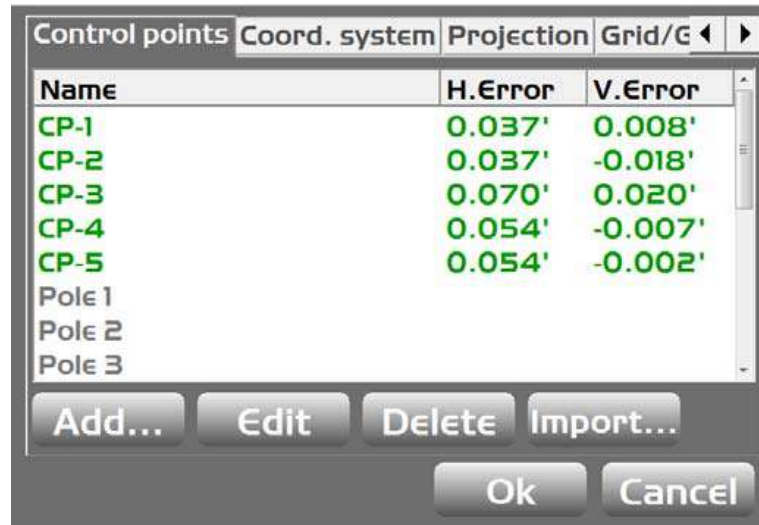 Control points Coord. system Projection Grid/G
Name H.Error V.Error
CP-1 0.037' 0.008'
CP-2 0.037' -0.018'
CP-3 0.070' 0.020'
CP-4 0.054' -0.007'
CP-5 0.054' -0.002'
Pole 1
Pole 2
Pole 3
Add... Edit Delete Import...
Ok Cancel